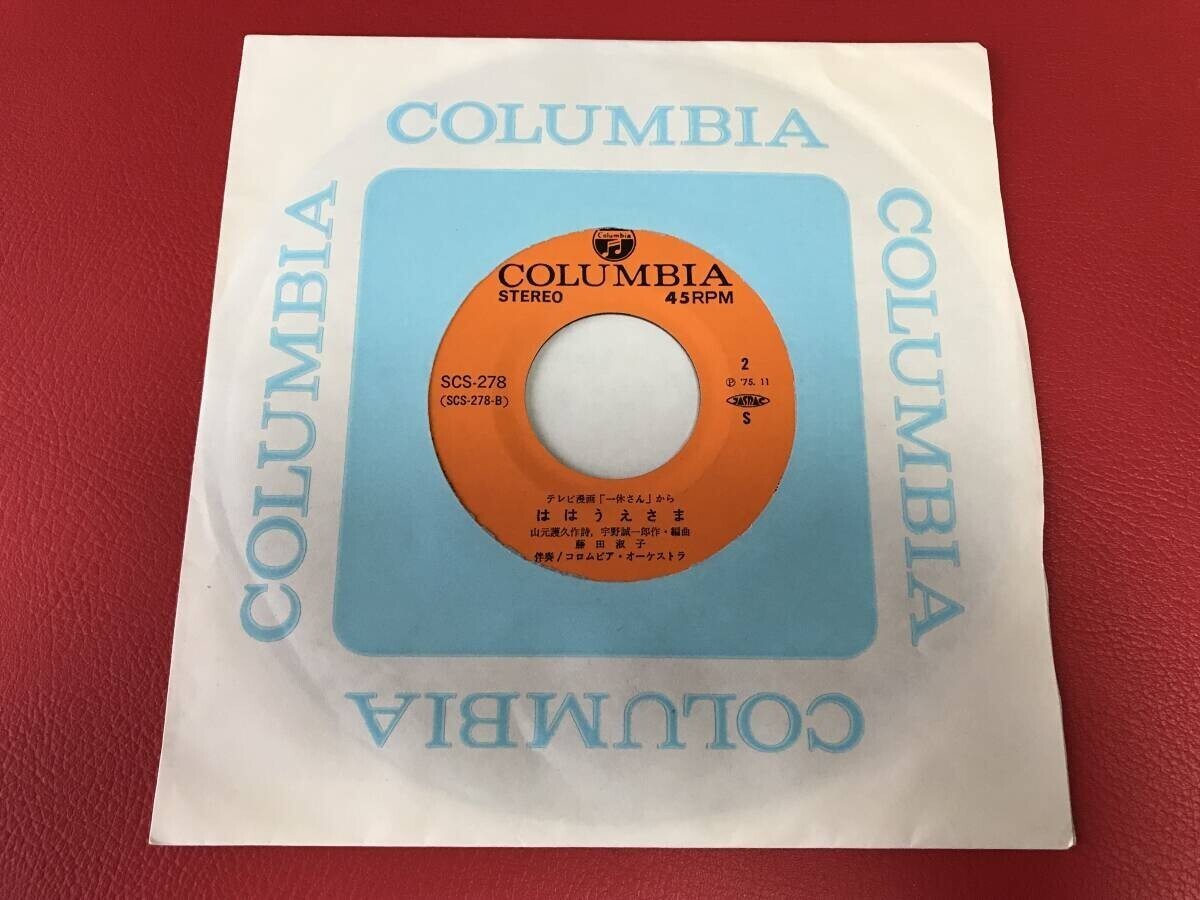 COLUMBIA
COLUMBIA
COLUMBIA
COLUMBIA
Columbia
COLUMBIA
STEREO 45RPM
SCS-278
(SCS-278-B)
2
Ⓟ '75. 11
JASRAC
S
テレビ漫画「一休さん」から
ははうえさま
山元護久作詩, 宇野誠一郎作・編曲
藤田淑子
伴奏/コロムビア・オーケストラ